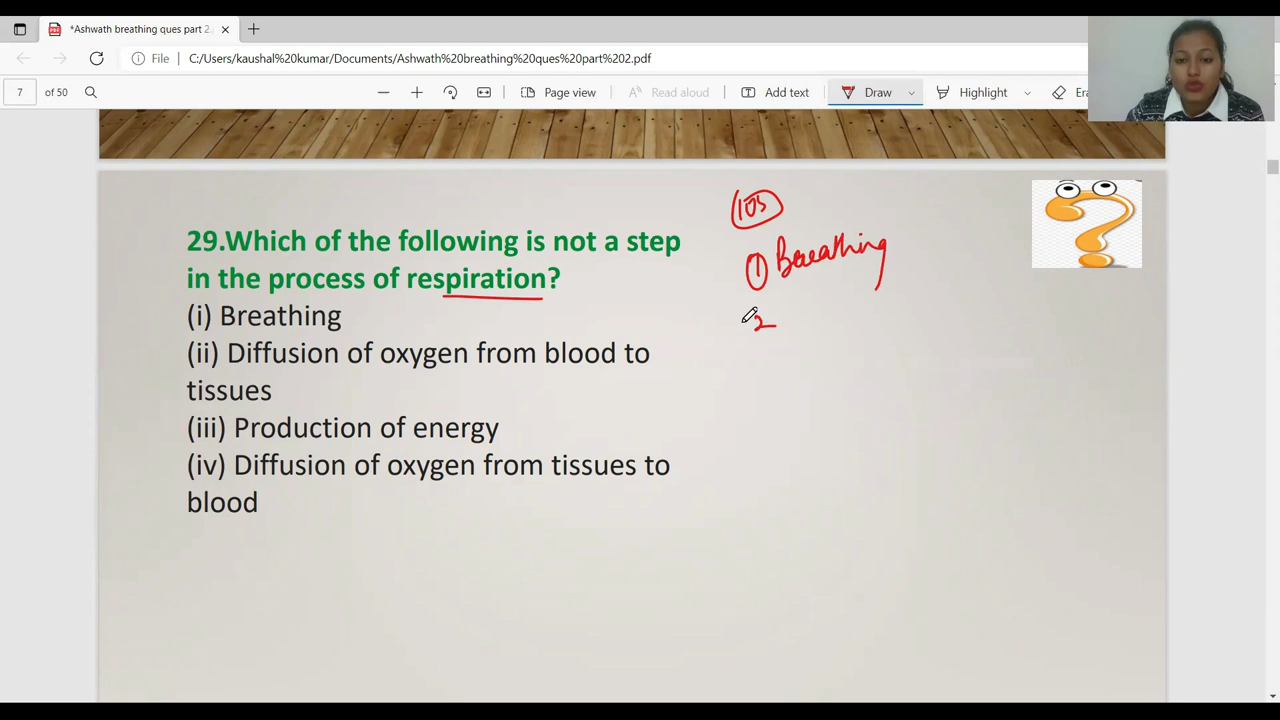 *Ashwath breathing ques part 2.
File
C:/Users/kaushal%20kumar/Documents/Ashwath%20breathing%20ques%20part%202.pdf
7 of 50
Page view
Read aloud
Add text
Draw
Highlight
Era
29.Which of the following is not a step
in the process of respiration?
(i) Breathing
(ii) Diffusion of oxygen from blood to
tissues
(iii) Production of energy
(iv) Diffusion of oxygen from tissues to
blood
105
1 Breathing
2